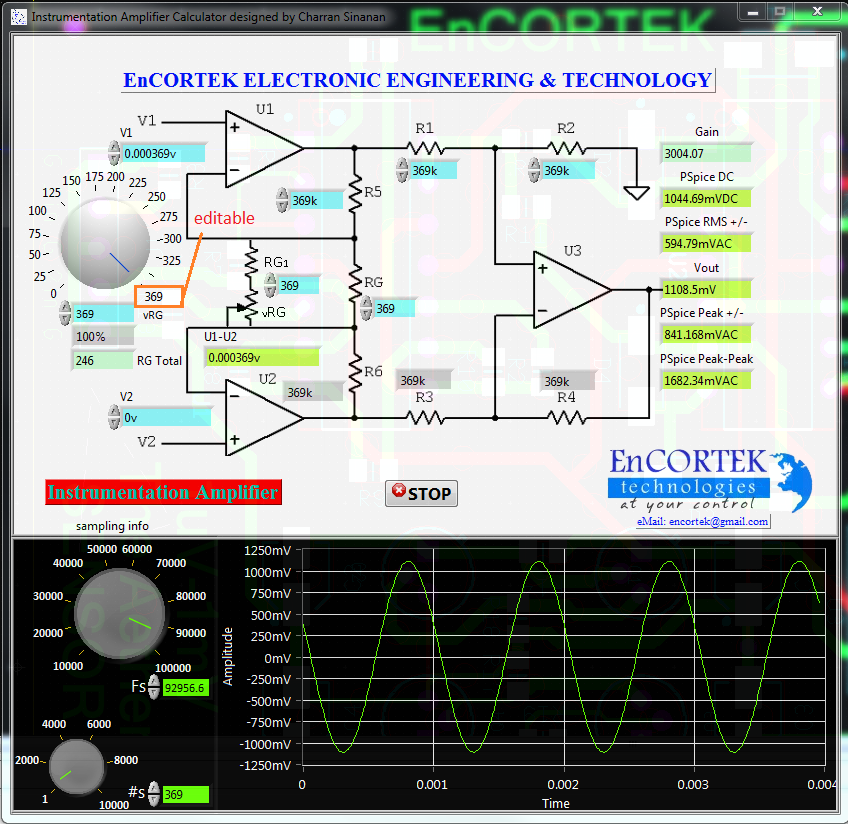 Instrumentation Amplifier Calculator designed by Charran Sinanan
EnCORTEK
EnCORTEK ELECTRONIC ENGINEERING & TECHNOLOGY
V1
U1
V1
0.000369v
R1
R2
369k
369k
Gain
3004.07
PSpice DC
1044.69mVDC
PSpice RMS +/-
594.79mVAC
Vout
1108.5mV
PSpice Peak +/-
841.168mVAC
PSpice Peak-Peak
1682.34mVAC
369k
R5
editable
0
25
50
75
100
125
150
175
200
225
250
275
300
325
369
vRG
369
100%
246
RG Total
RG1
369
vRG
RG
369
U3
U1-U2
0.000369v
R6
U2
369k
369k
R3
369k
R4
V2
0v
V2
Instrumentation Amplifier
STOP
EnCORTEK
technologies
at your control
eMail: encortek@gmail.com
sampling info
10000
20000
30000
40000
50000
60000
70000
80000
90000
100000
Fs
92956.6
1
2000
4000
6000
8000
10000
#s
369
Amplitude
1250mV
1000mV
750mV
500mV
250mV
0mV
-250mV
-500mV
-750mV
-1000mV
-1250mV
0
0.001
0.002
0.003
0.004
Time